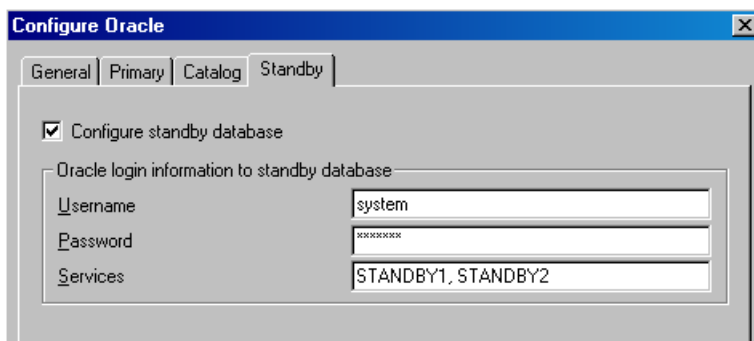 Configure Oracle
General Primary Catalog Standby
Configure standby database
Oracle login information to standby database
Username system
Password *******
Services STANDBY1, STANDBY2